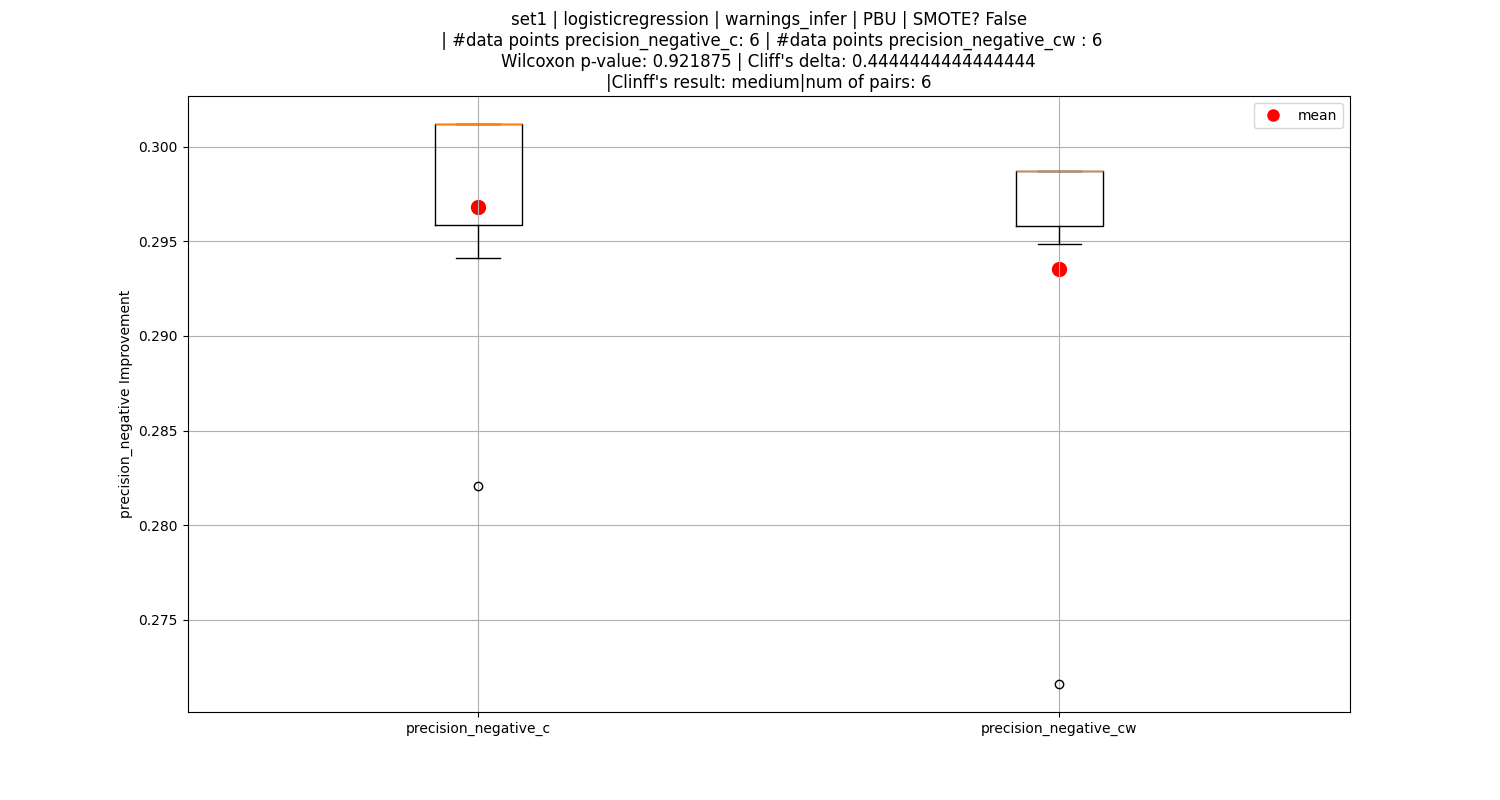 set1 | logisticregression | warnings_infer | PBU | SMOTE? False
| #data points precision_negative_c: 6 | #data points precision_negative_cw : 6
Wilcoxon p-value: 0.921875 | Cliff's delta: 0.4444444444444444
|Clinff's result: medium|num of pairs: 6
mean
0.300
0.295
0.290
0.285
0.280
0.275
precision_negative Improvement
precision_negative_c
precision_negative_cw